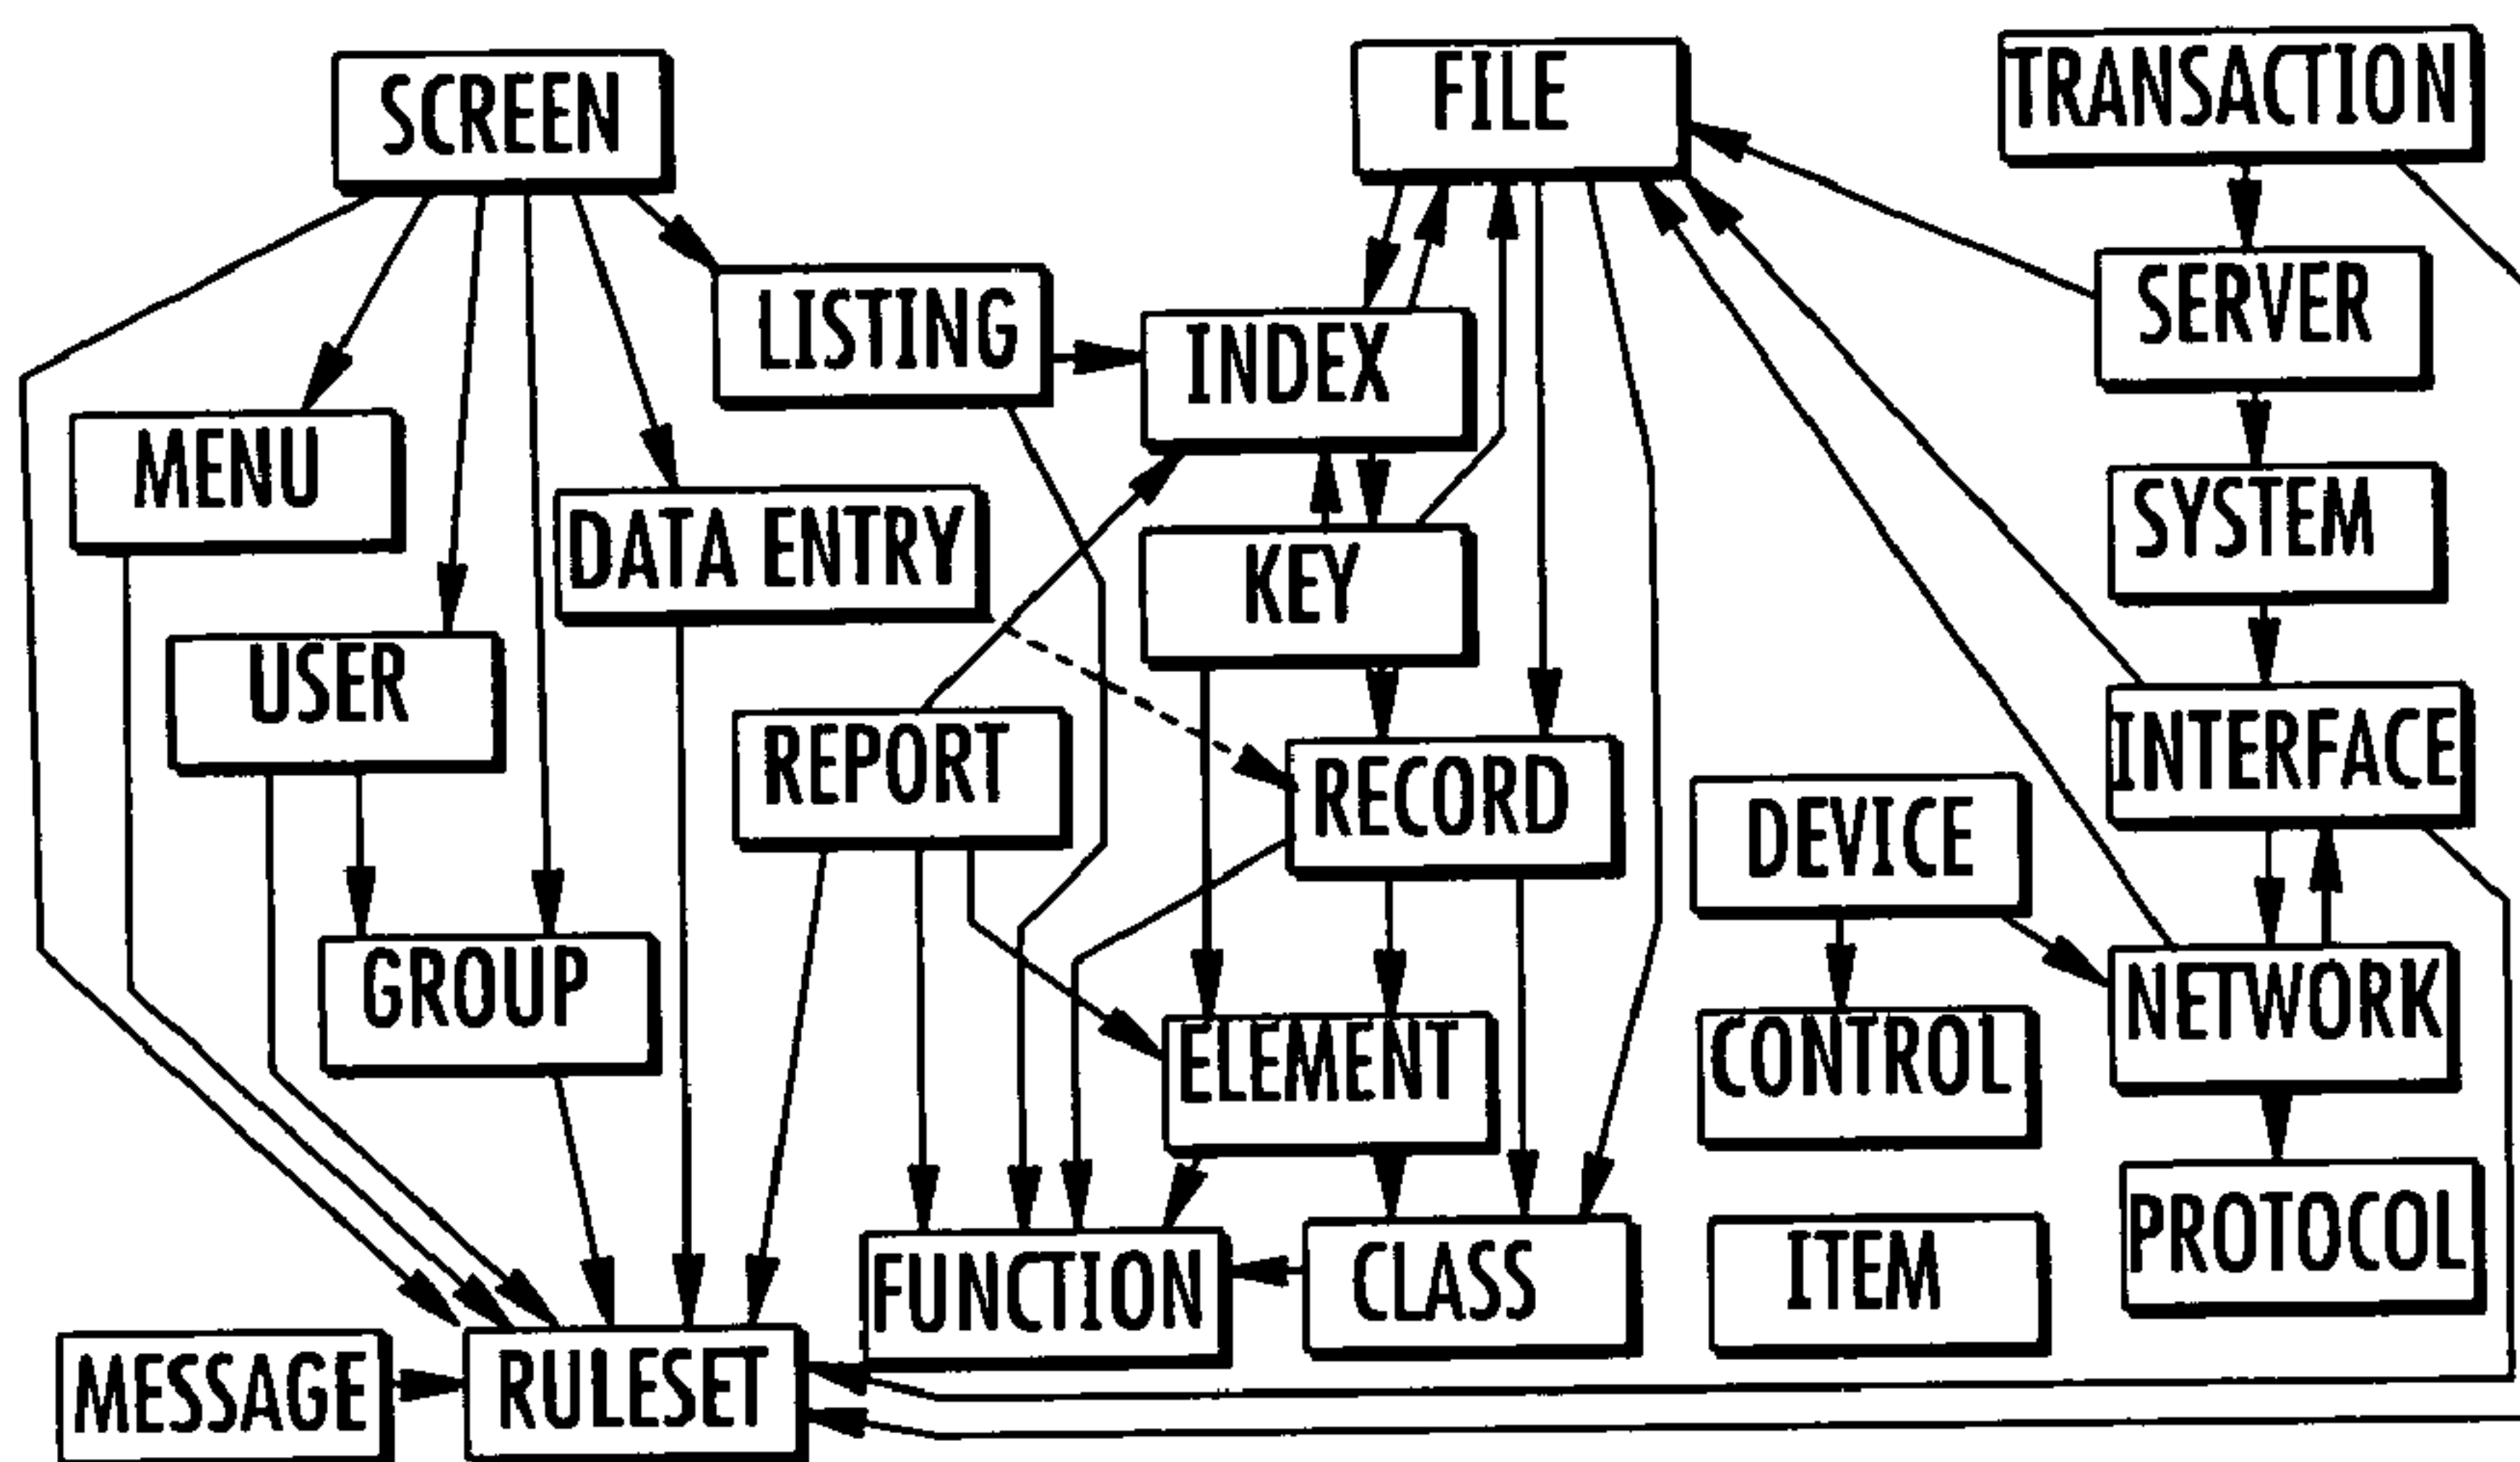 SCREEN
FILE
TRANSACTION
LISTING
INDEX
SERVER
MENU
DATA ENTRY
KEY
SYSTEM
USER
REPORT
RECORD
DEVICE
INTERFACE
GROUP
ELEMENT
CONTROL
NETWORK
FUNCTION
CLASS
ITEM
PROTOCOL
MESSAGE
RULESET